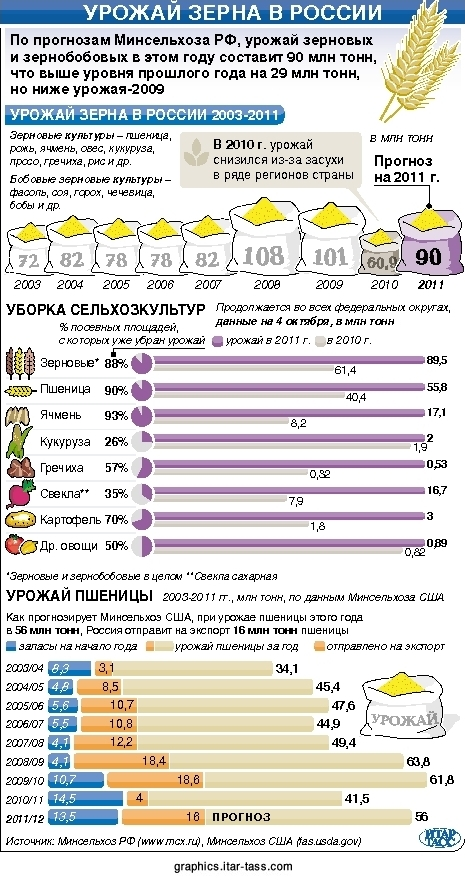 УРОЖАЙ ЗЕРНА В РОССИИ
По прогнозам Минсельхоза РФ, урожай зерновых
и зернобобовых в этом году составит 90 млн тонн,
что выше уровня прошлого года на 29 млн тонн,
но ниже урожая-2009
УРОЖАЙ ЗЕРНА В РОССИИ 2003-2011
Зерновые культуры – пшеница,
рожь, ячмень, овес, кукуруза,
просо, гречиха, рис и др.
Бобовые зерновые культуры –
фасоль, соя, горох, чечевица,
бобы и др.
В 2010 г. урожай
снизился из-за засухи
в ряде регионов страны
В МЛН ТОНН
Прогноз
на 2011 г.
72 82 78 78 82 108 101 60,9 90
2003 2004 2005 2006 2007 2008 2009 2010 2011
УБОРКА СЕЛЬХОЗКУЛЬТУР
Продолжается во всех федеральных округах,
данные на 4 октября, в млн тонн
% посевных площадей,
с которых уже убран урожай
урожай в 2011 г. в 2010 г.
Зерновые* 88% 89,5
61,4
Пшеница 90% 55,8
40,4
Ячмень 93% 17,1
8,2
Кукуруза 26% 2
1,9
Гречиха 57% 0,53
0,32
Свекла** 35% 16,7
7,9
Картофель 70% 3
1,8
Др. овощи 50% 0,89
0,82
*Зерновые и зернобобовые в целом **Свекла сахарная
УРОЖАЙ ПШЕНИЦЫ 2003-2011 гг., млн тонн, по данным Минсельхоза США
Как прогнозирует Минсельхоз США, при урожае пшеницы этого года
в 56 млн тонн, Россия отправит на экспорт 16 млн тонн пшеницы
запасы на начало года урожай пшеницы за год отправлено на экспорт
2003/04 8,3 3,1 34,1
2004/05 4,8 8,5 45,4
2005/06 5,6 10,7 47,6
2006/07 5,5 10,8 44,9
2007/08 4,1 12,2 49,4
2008/09 4,1 18,4 63,8
2009/10 10,7 18,6 61,8
2010/11 14,5 4 41,5
2011/12 13,5 16 ПРОГНОЗ 56
УРОЖАЙ
Источник: Минсельхоз РФ (www.mcx.ru), Минсельхоз США (fas.usda.gov)
ИТАР
ТАСС
graphics.itar-tass.com